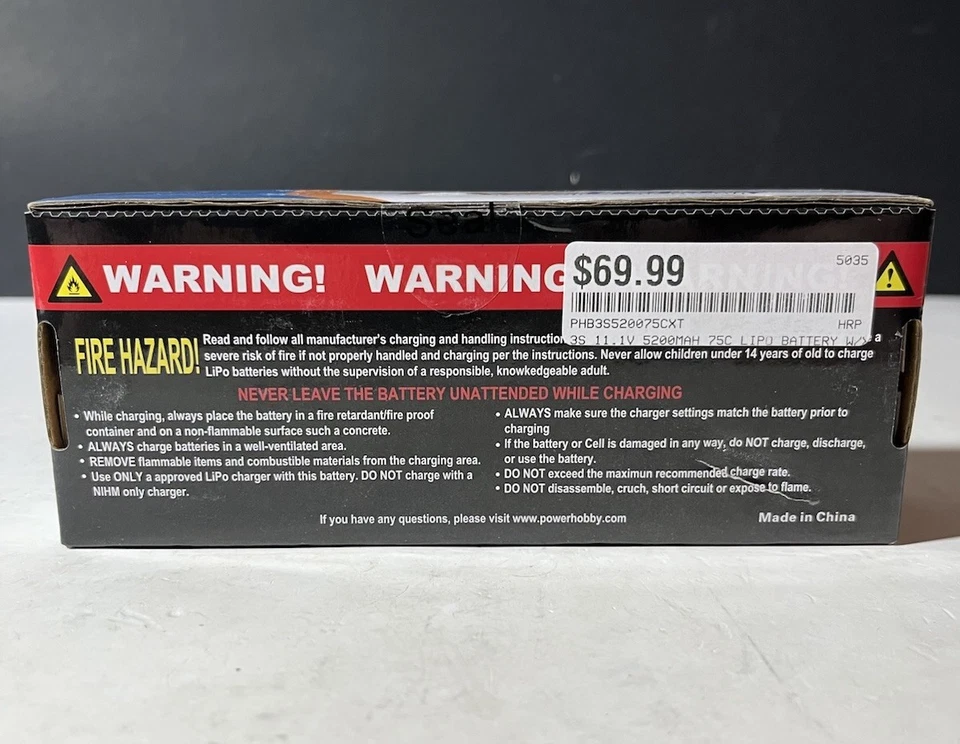 Seal
WARNING! WARNING
$69.99
5035
PHB3S520075CXT HRP
3S 11.1V 5200MAH 75C LIPO BATTERY W/X
FIRE HAZARD!
Read and follow all manufacturer's charging and handling a
severe risk of fire if not properly handled and charging per the instructions. Never allow children under 14 years of old to charge
LiPo batteries without the supervision of a responsible, knowkedgeable adult.
NEVER LEAVE THE BATTERY UNATTENDED WHILE CHARGING
• While charging, always place the battery in a fire retardant/fire proof
container and on a non-flammable surface such a concrete.
• ALWAYS charge batteries in a well-ventilated area.
• REMOVE flammable items and combustible materials from the charging area.
• Use ONLY a approved LiPo charger with this battery. DO NOT charge with a
NIHM only charger.
• ALWAYS make sure the charger settings match the battery prior to
charging
• If the battery or Cell is damaged in any way, do NOT charge, discharge,
or use the battery.
• DO NOT exceed the maximun recommended charge rate.
• DO NOT disassemble, cruch, short circuit or expose to flame.
If you have any questions, please visit www.powerhobby.com
Made in China